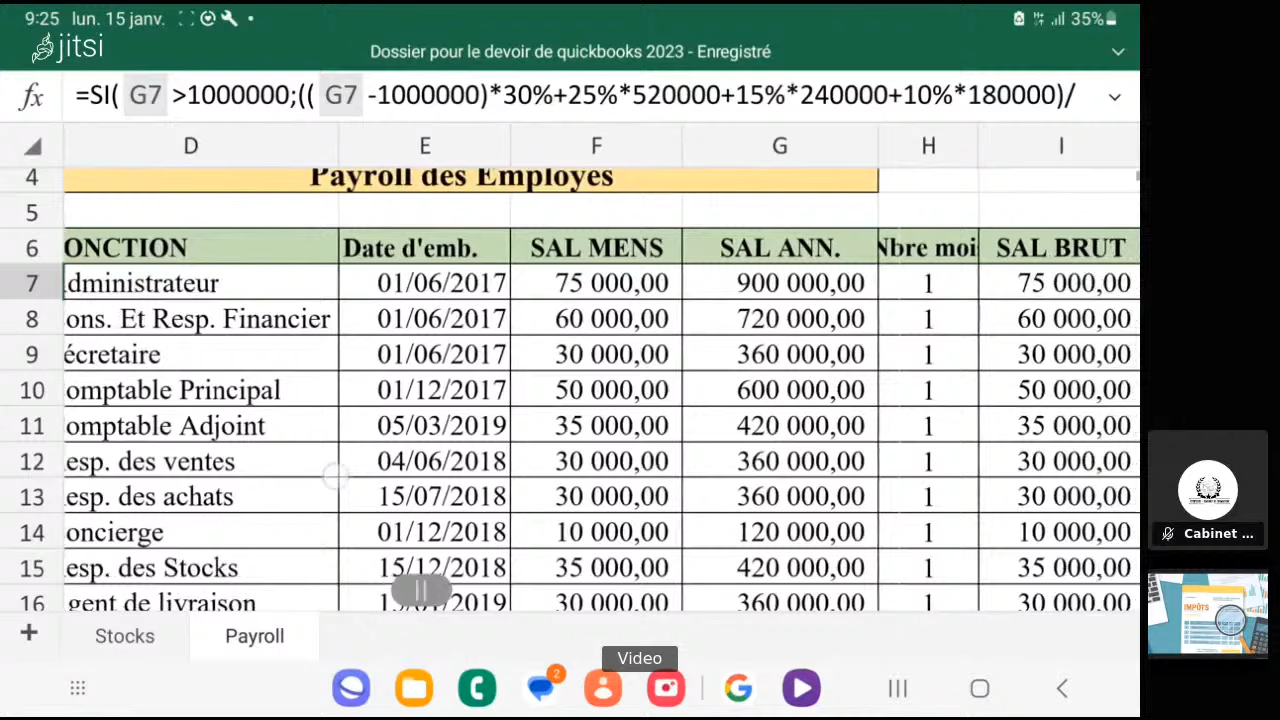 9:25 lun. 15 janv. 35%
jitsi
Dossier pour le devoir de quickbooks 2023 - Enregistré
fx =SI( G7 >1000000;(( G7 -1000000)*30%+25%*520000+15%*240000+10%*180000)/
D E F G H I
4 Payroll des Employés
5
6 ONCTION Date d'emb. SAL MENS SAL ANN. Nbre moi SAL BRUT
7 dministrateur 01/06/2017 75 000,00 900 000,00 1 75 000,00
8 ons. Et Resp. Financier 01/06/2017 60 000,00 720 000,00 1 60 000,00
9 écretaire 01/06/2017 30 000,00 360 000,00 1 30 000,00
10 omptable Principal 01/12/2017 50 000,00 600 000,00 1 50 000,00
11 omptable Adjoint 05/03/2019 35 000,00 420 000,00 1 35 000,00
12 esp. des ventes 04/06/2018 30 000,00 360 000,00 1 30 000,00
13 esp. des achats 15/07/2018 30 000,00 360 000,00 1 30 000,00
14 oncierge 01/12/2018 10 000,00 120 000,00 1 10 000,00
15 esp. des Stocks 15/12/2018 35 000,00 420 000,00 1 35 000,00
16 gent de livraison 30 000,00 360 000,00 1 30 000,00
+ Stocks Payroll
Video
2
Cabinet ...
IMPÔTS